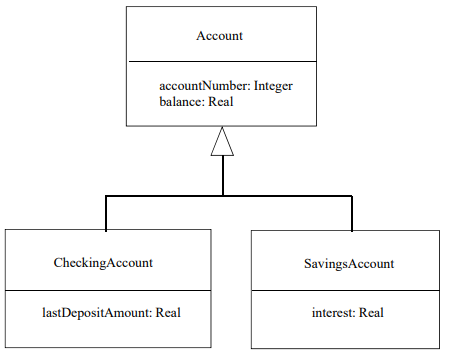 Account
accountNumber: Integer
balance: Real
CheckingAccount
lastDepositAmount: Real
SavingsAccount
interest: Real